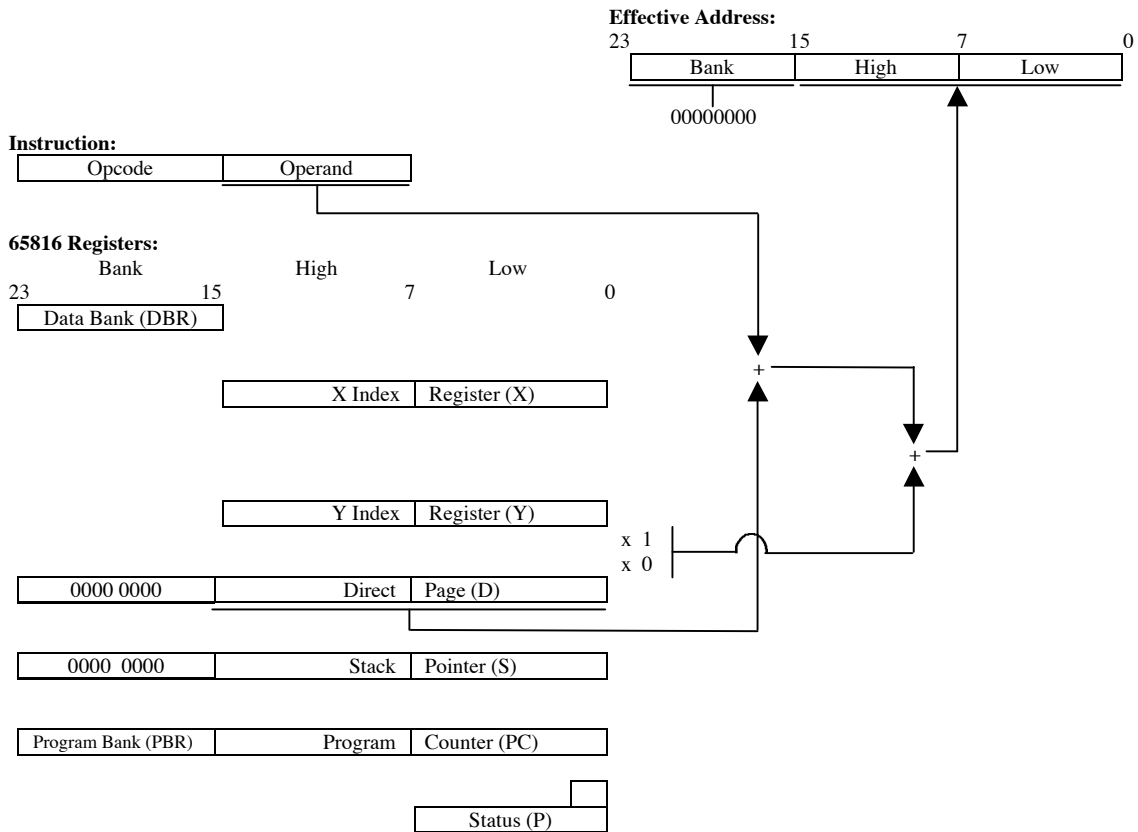 Effective Address:
23 15 7 0
Bank High Low
00000000
Instruction:
Opcode Operand
65816 Registers:
Bank High Low
23 15 7 0
Data Bank (DBR)
+
X Index Register (X)
+
Y Index Register (Y)
x 1
x 0
0000 0000 Direct Page (D)
0000 0000 Stack Pointer (S)
Program Bank (PBR) Program Counter (PC)
Status (P)